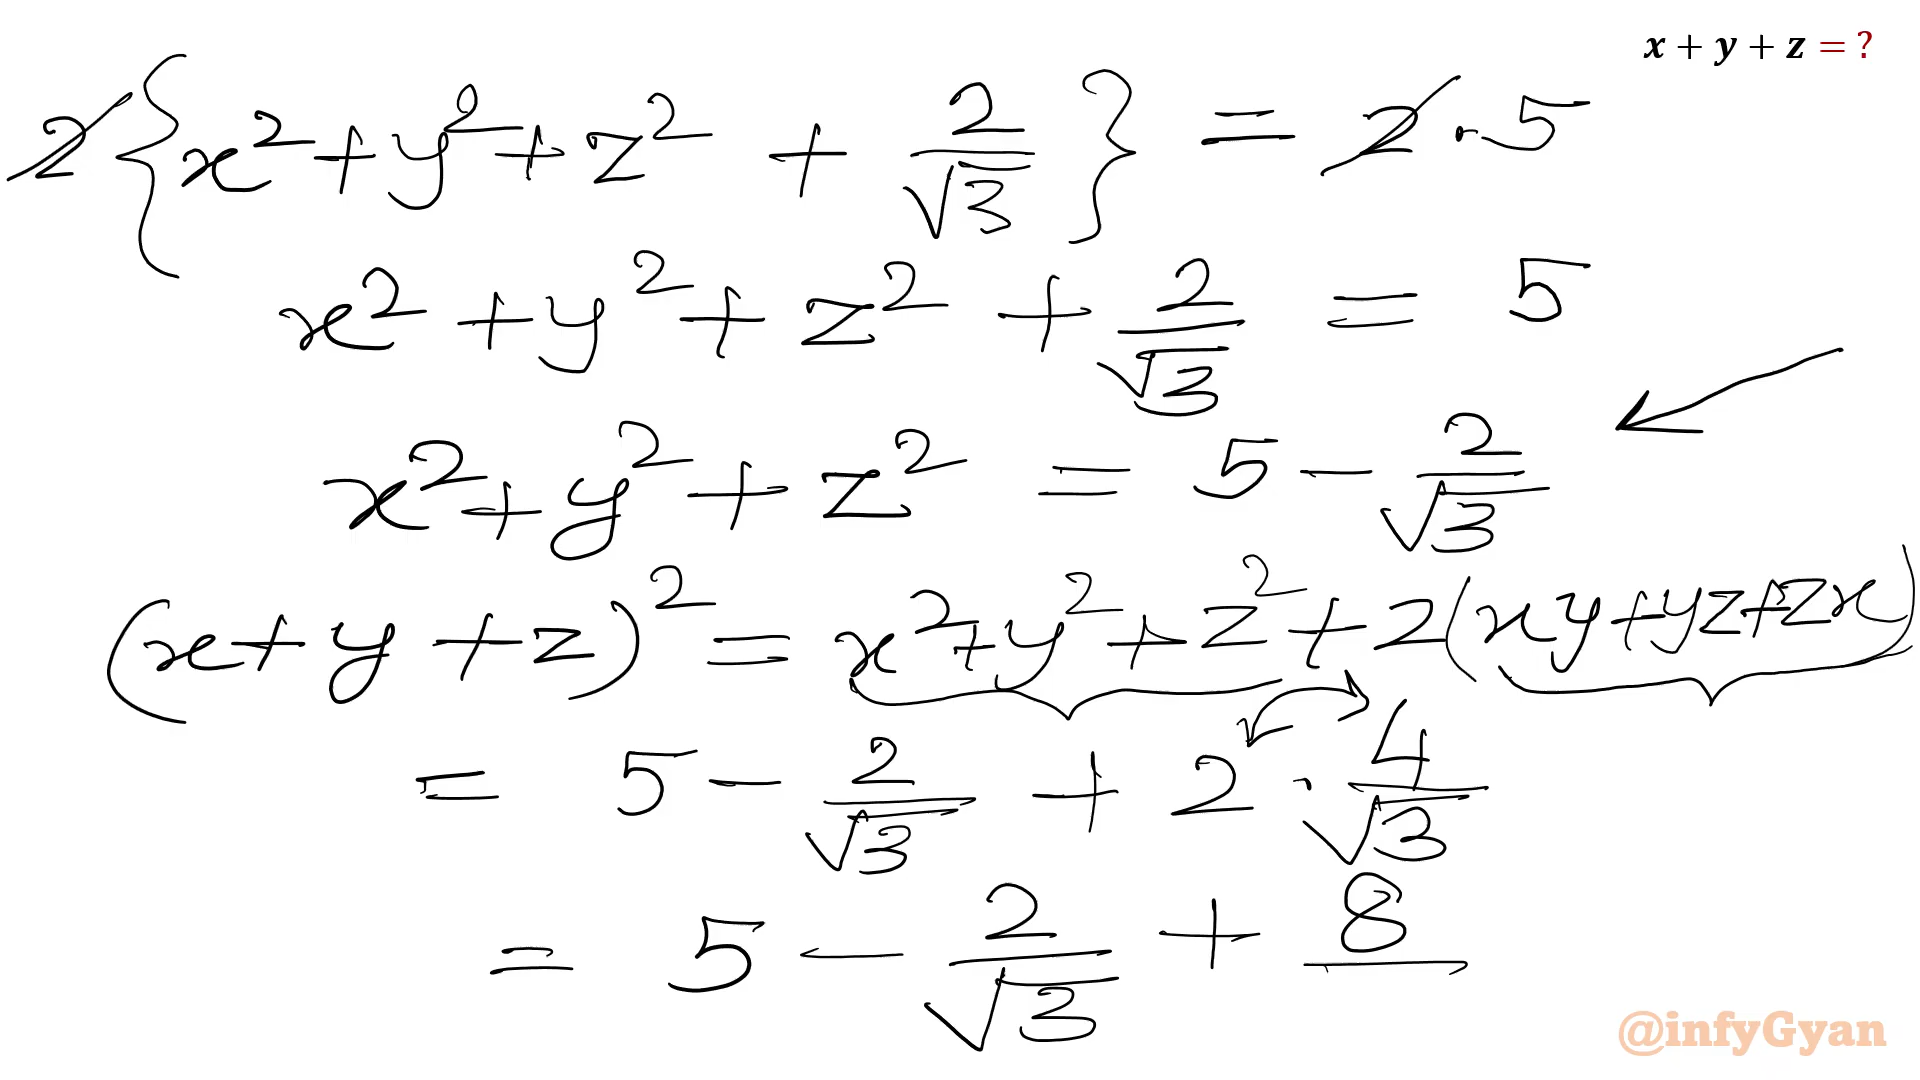 x + y + z = ?
2{x² + y² + z² + 2/√3} = 2 · 5
x² + y² + z² + 2/√3 = 5
x² + y² + z² = 5 - 2/√3
(x + y + z)² = x² + y² + z² + 2(xy + yz + zx)
= 5 - 2/√3 + 2 · 4/√3
= 5 - 2/√3 + 8/
@infyGyan